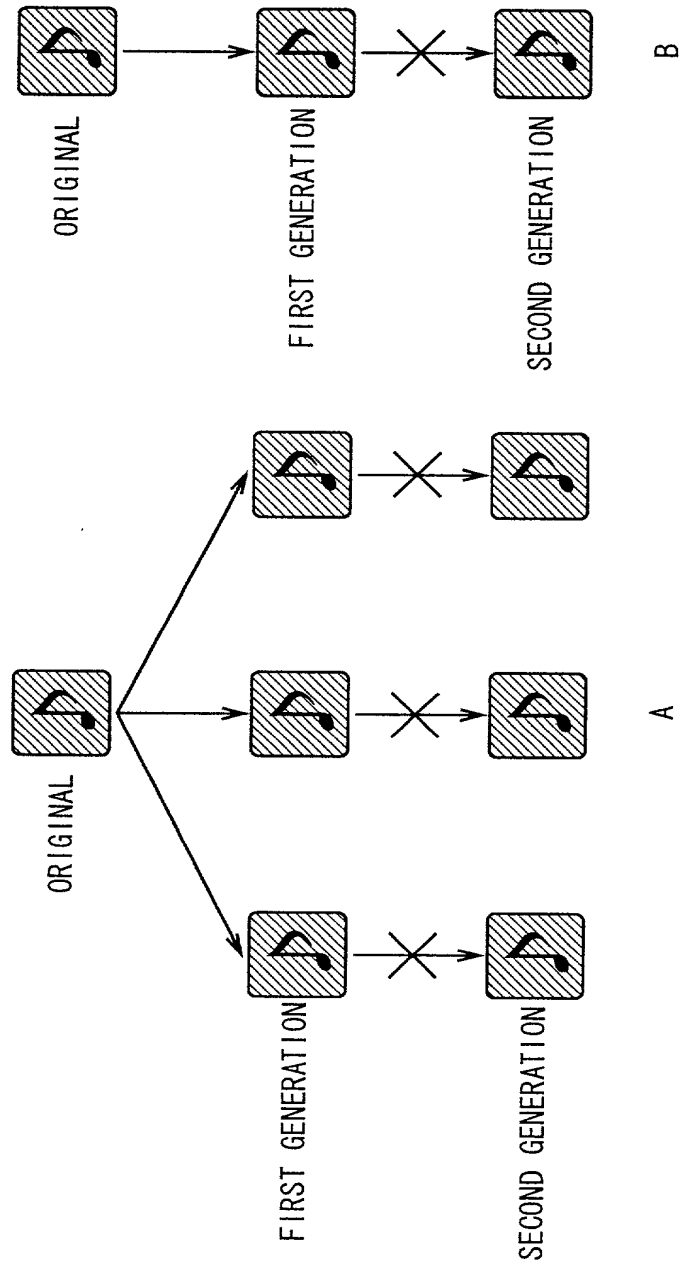 ORIGINAL
FIRST GENERATION
SECOND GENERATION
A
ORIGINAL
FIRST GENERATION
SECOND GENERATION
B